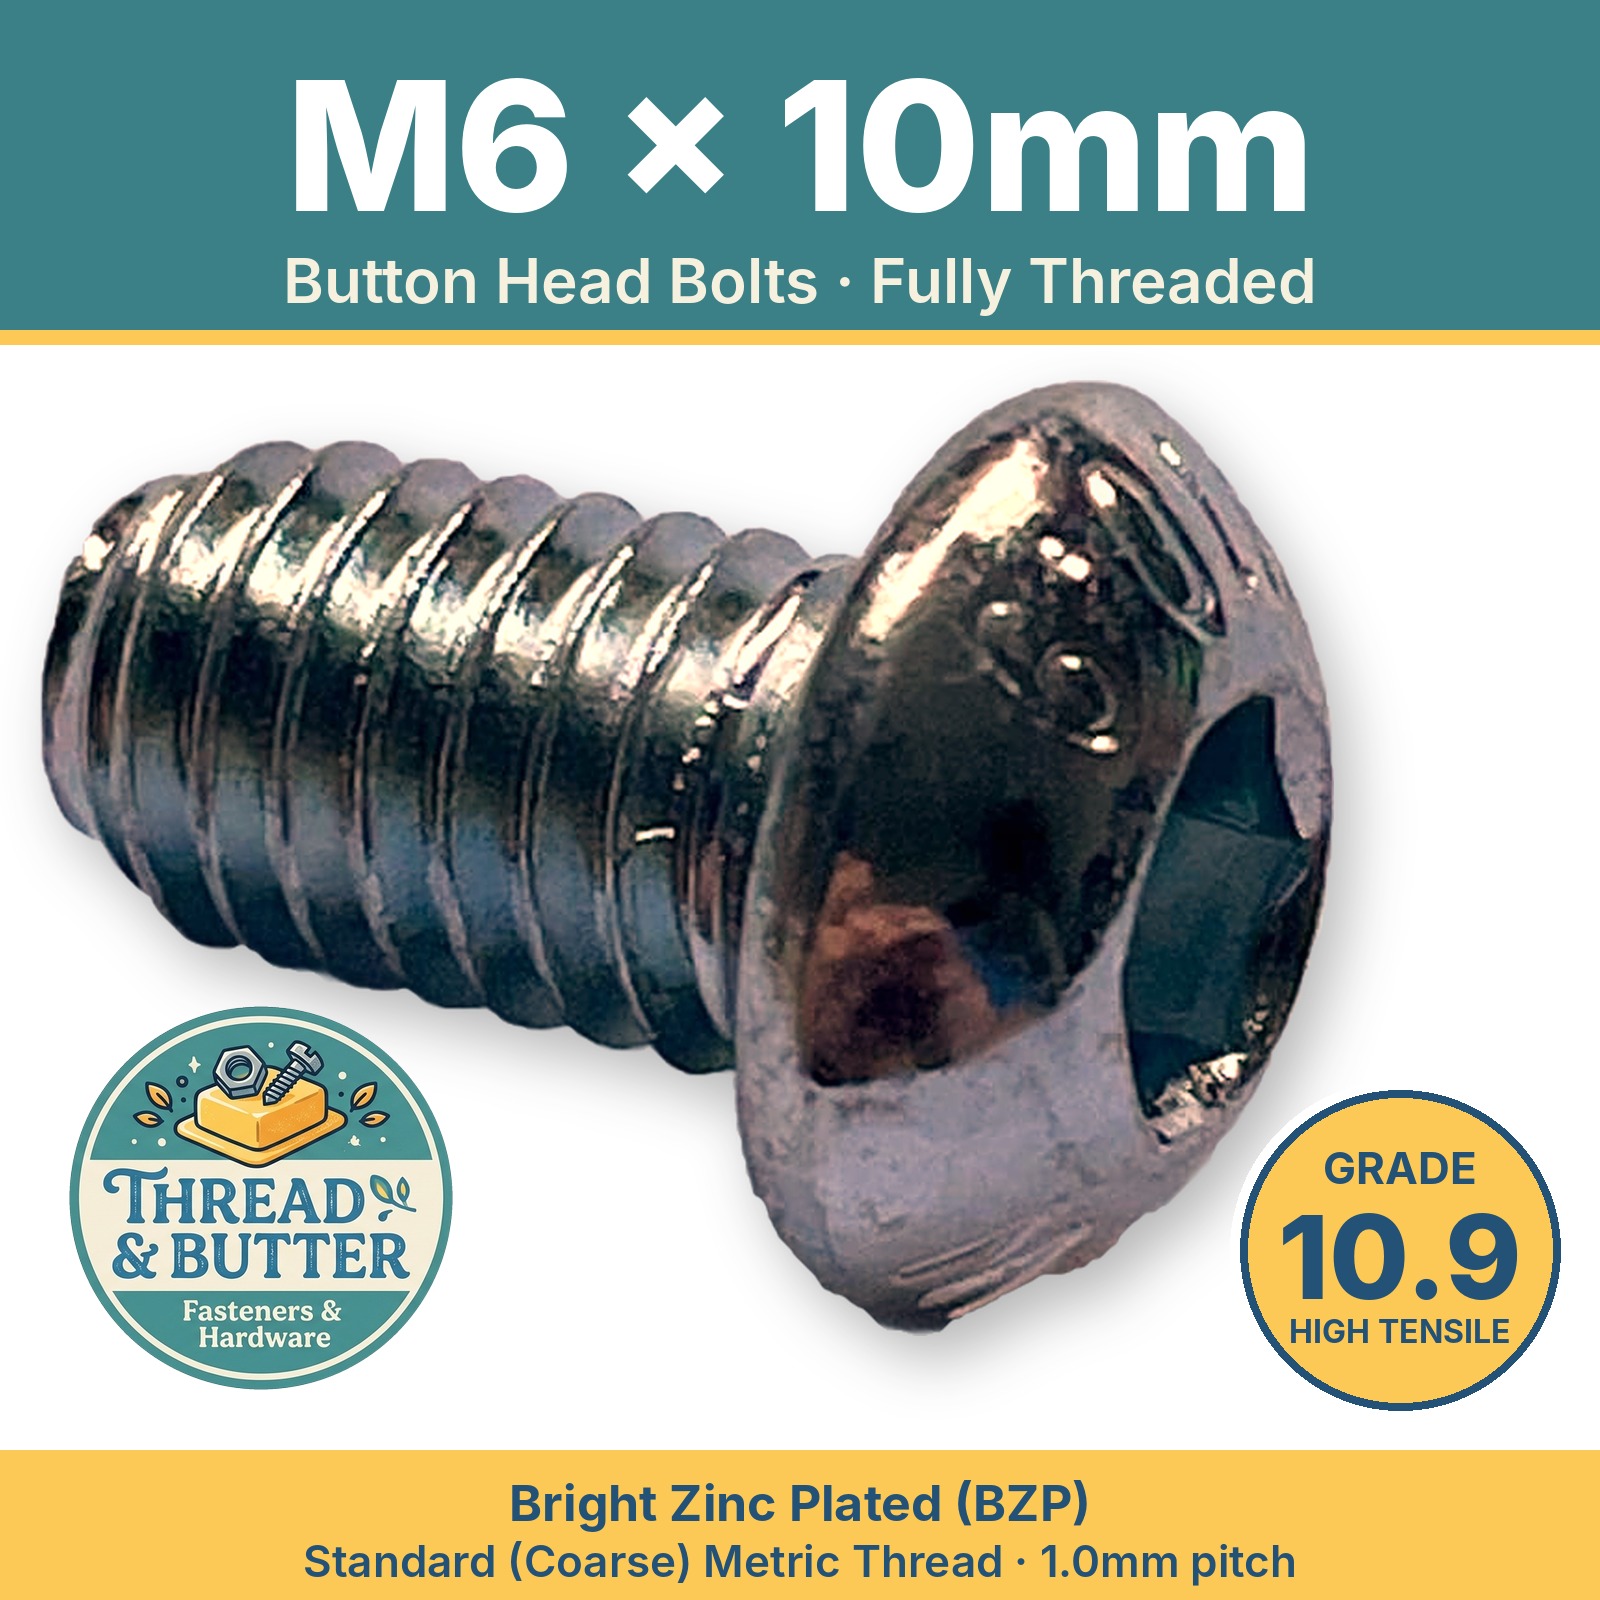 M6 × 10mm
Button Head Bolts · Fully Threaded
THREAD
& BUTTER
Fasteners &
Hardware
GRADE
10.9
HIGH TENSILE
Bright Zinc Plated (BZP)
Standard (Coarse) Metric Thread · 1.0mm pitch